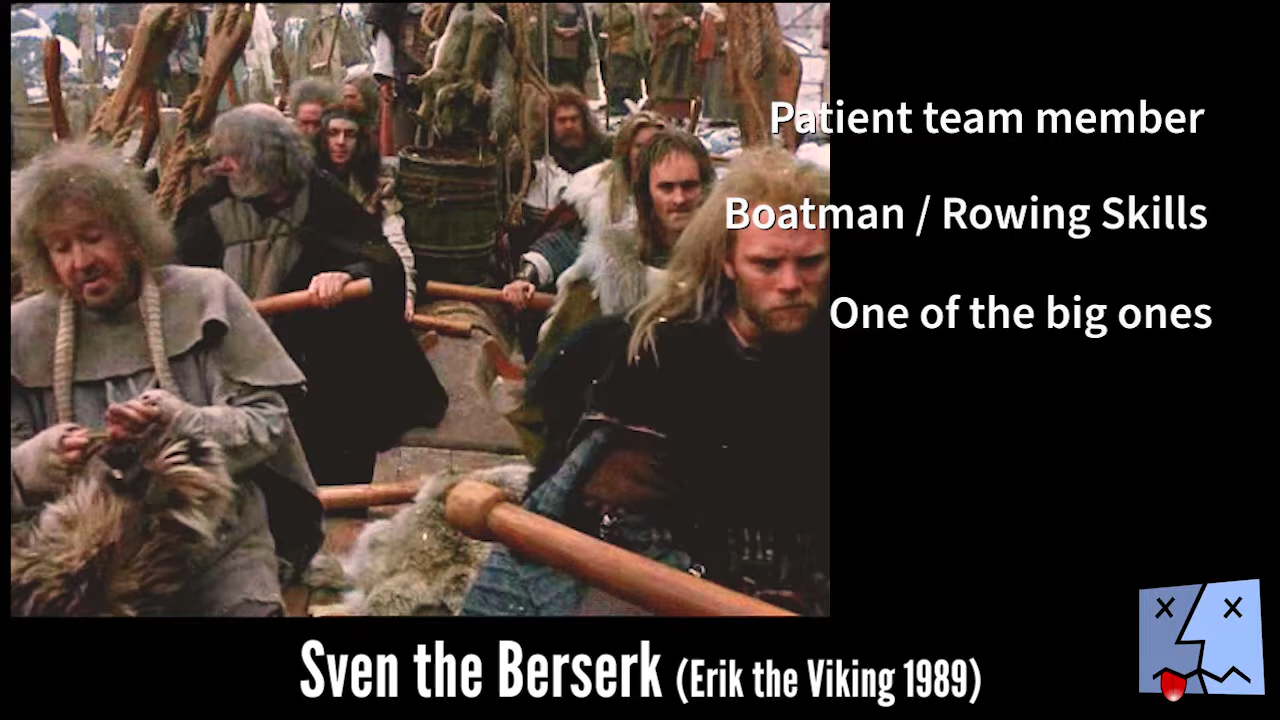 Patient team member
Boatman / Rowing Skills
One of the big ones
Sven the Berserk (Erik the Viking 1989)